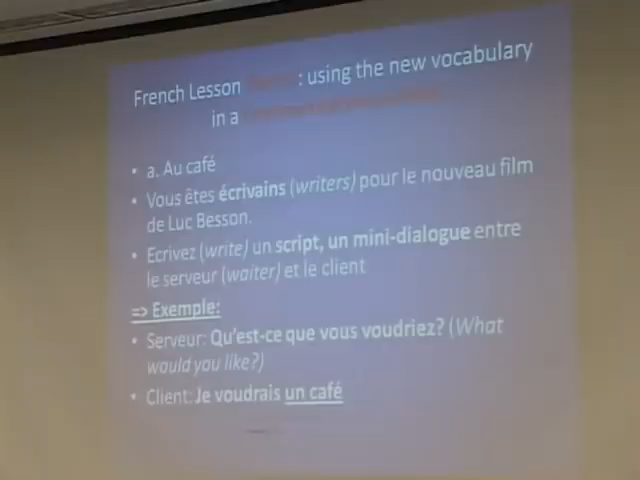 French Lesson : using the new vocabulary
in a
• a. Au café
• Vous êtes écrivains (writers) pour le nouveau film
de Luc Besson.
• Ecrivez (write) un script, un mini-dialogue entre
le serveur (waiter) et le client
=> Exemple:
• Serveur: Qu'est-ce que vous voudriez? (What
would you like?)
• Client: Je voudrais un café